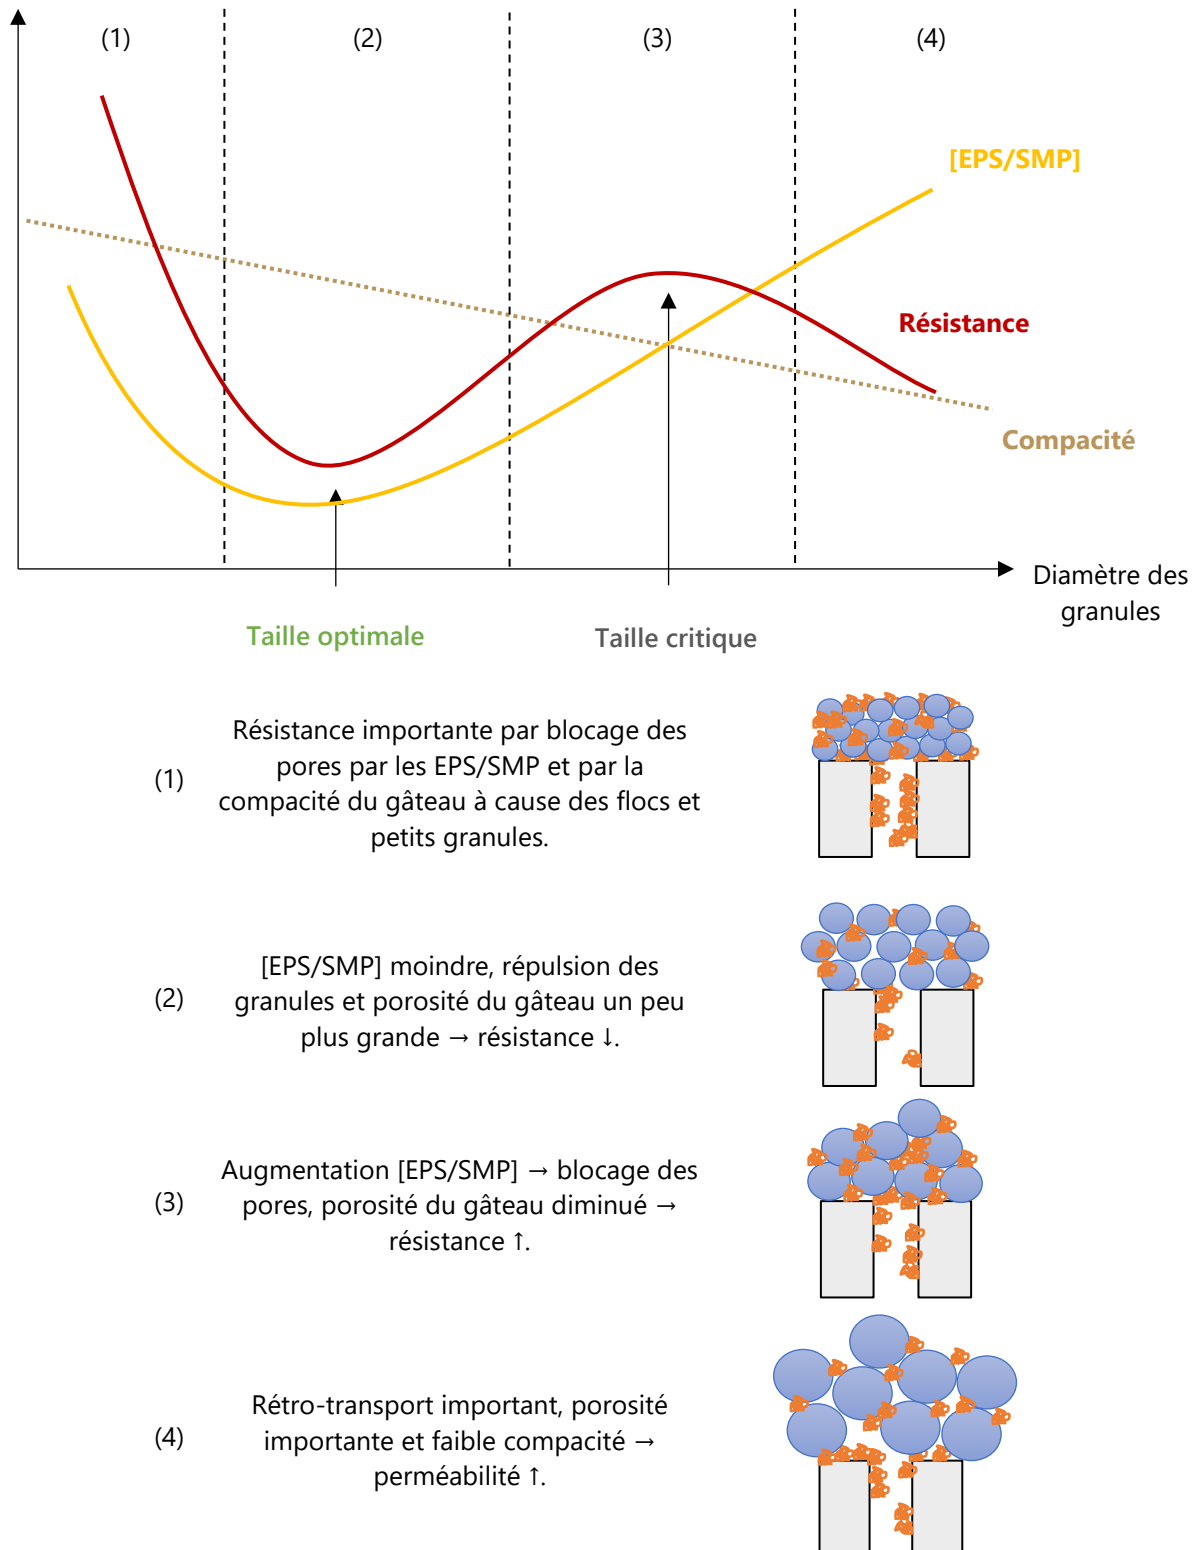 (1)
(2)
(3)
(4)
[EPS/SMP]
Résistance
Compacité
Diamètre des
granules
Taille optimale
Taille critique
(1)
Résistance importante par blocage des
pores par les EPS/SMP et par la
compacité du gâteau à cause des flocs et
petits granules.
(2)
[EPS/SMP] moindre, répulsion des
granules et porosité du gâteau un peu
plus grande → résistance ↓.
(3)
Augmentation [EPS/SMP] → blocage des
pores, porosité du gâteau diminué →
résistance ↑.
(4)
Rétro-transport important, porosité
importante et faible compacité →
perméabilité ↑.